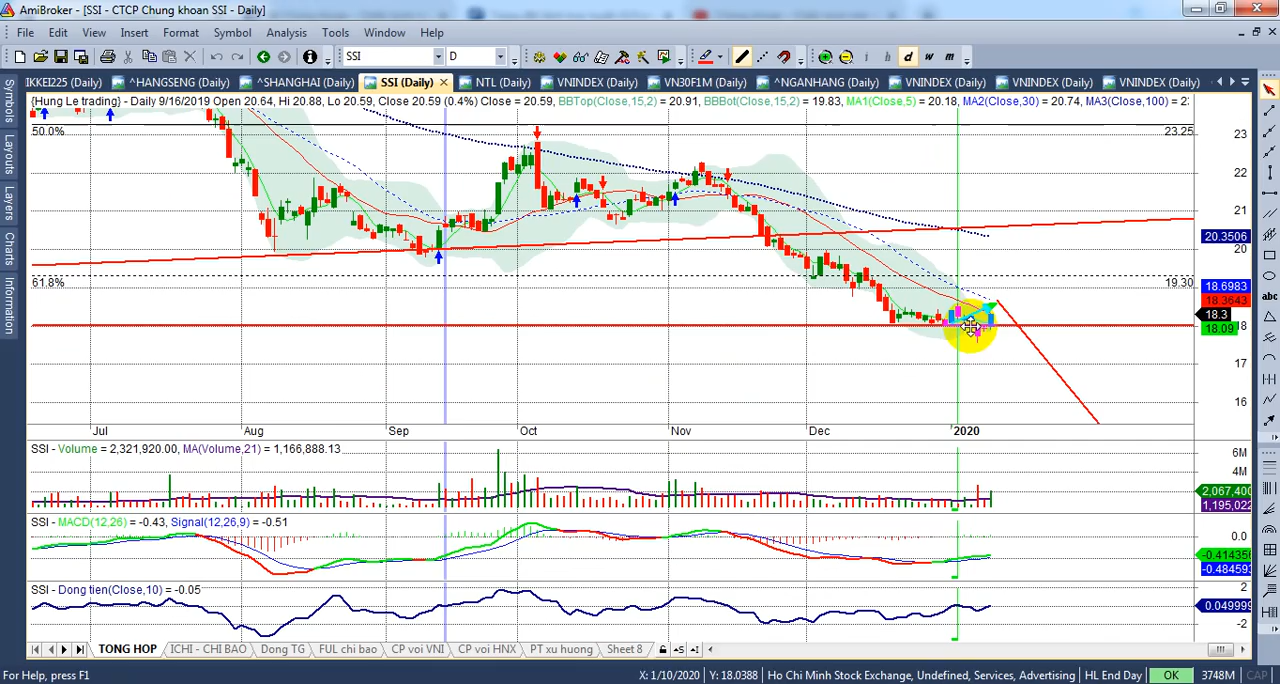 AmiBroker - [SSI - CTCP Chung khoan SSI - Daily]
File Edit View Insert Format Symbol Analysis Tools Window Help
SSI D i h d w m
IKKEI225 (Daily) ^HANGSENG (Daily) ^SHANGHAI (Daily) SSI (Daily) NTL (Daily) VNINDEX (Daily) VN30F1M (Daily) ^NGANHANG (Daily) VNINDEX (Daily) VNINDEX (Daily) VNINDEX (Daily)
Symbols
Layouts
Layers
Charts
Information
abc
{Hung Le trading} - Daily 9/16/2019 Open 20.64, Hi 20.88, Lo 20.59, Close 20.59 (0.4%) Close = 20.59, BBTop(Close,15,2) = 20.91, BBBot(Close,15,2) = 19.83, MA1(Close,5) = 20.18, MA2(Close,30) = 20.74, MA3(Close,100) = 2
50.0% 23.25
23
22
21
20.3506
20
61.8% 19.30
18.6983
18.3643
18.3
18.09 18
17
16
Jul Aug Sep Oct Nov Dec 2020
SSI - Volume = 2,321,920.00, MA(Volume,21) = 1,166,888.13
6M
4M
2,067,400
1,195,022
SSI - MACD(12,26) = -0.43, Signal(12,26,9) = -0.51
0.0
-0.414356
-0.484593
SSI - Dong tien(Close,10) = -0.05
2
0.049999
-2
TONG HOP ICHI - CHI BAO Dong TG FUL chi bao CP voi VNI CP voi HNX PT xu huong Sheet 8 S I
For Help, press F1 X: 1/10/2020 Y: 18.0388 Ho Chi Minh Stock Exchange, Undefined, Services, Advertising HL End Day OK 3748M CAP